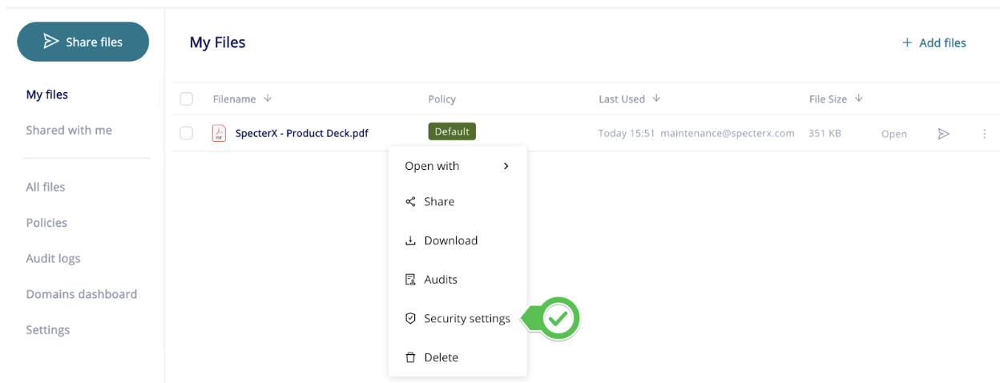 Share files
My files
Shared with me
All files
Policies
Audit logs
Domains dashboard
Settings
My Files
+ Add files
Filename Policy Last Used File Size
PDF SpecterX - Product Deck.pdf Default Today 15:51 maintenance@specterx.com 351 KB Open
Open with
Share
Download
Audits
Security settings
Delete